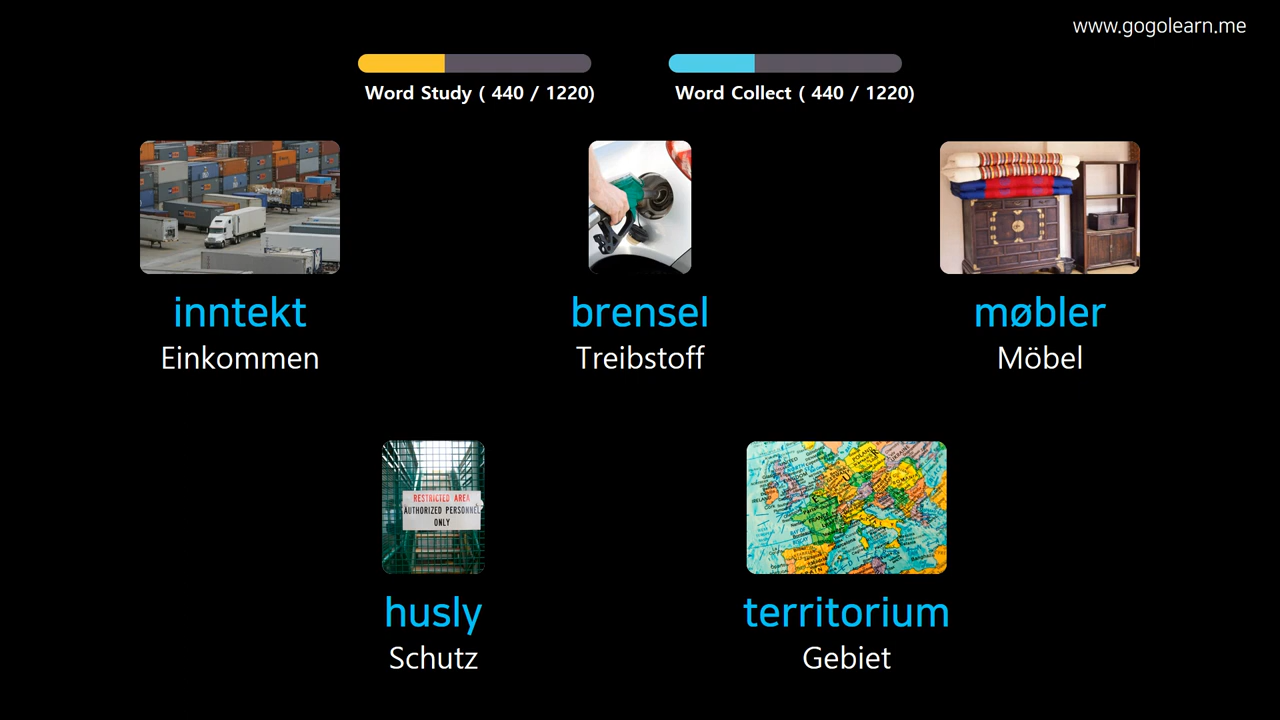 www.gogolearn.me
Word Study ( 440 / 1220)
Word Collect ( 440 / 1220)
inntekt
Einkommen
brensel
Treibstoff
møbler
Möbel
RESTRICTED AREA
AUTHORIZED PERSONNEL
ONLY
husly
Schutz
territorium
Gebiet